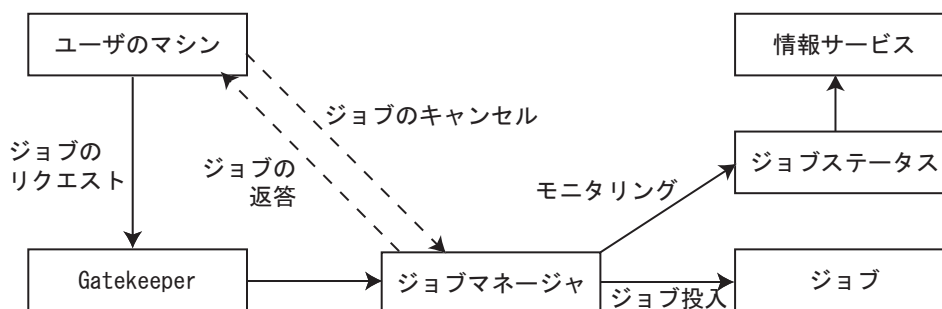 ユーザのマシン
情報サービス
ジョブのキャンセル
ジョブの
リクエスト
ジョブの
返答
ジョブステータス
モニタリング
Gatekeeper
ジョブマネージャ
ジョブ投入
ジョブ